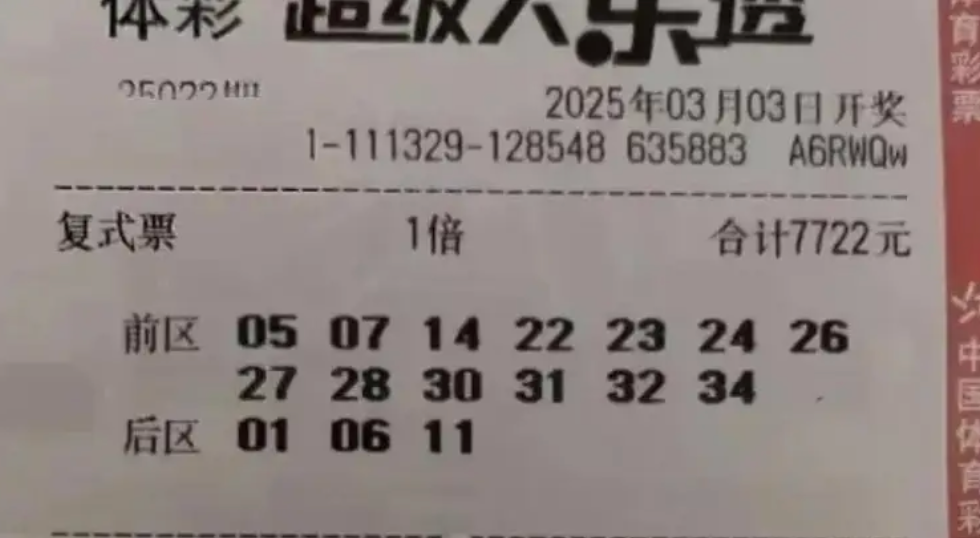 体彩 超级大乐透
25022期
2025年03月03日开奖
1-111329-128548 635883 A6RWQw
复式票 1倍 合计7722元
前区 05 07 14 22 23 24 26
27 28 30 31 32 34
后区 01 06 11
体育彩票
中国体育彩